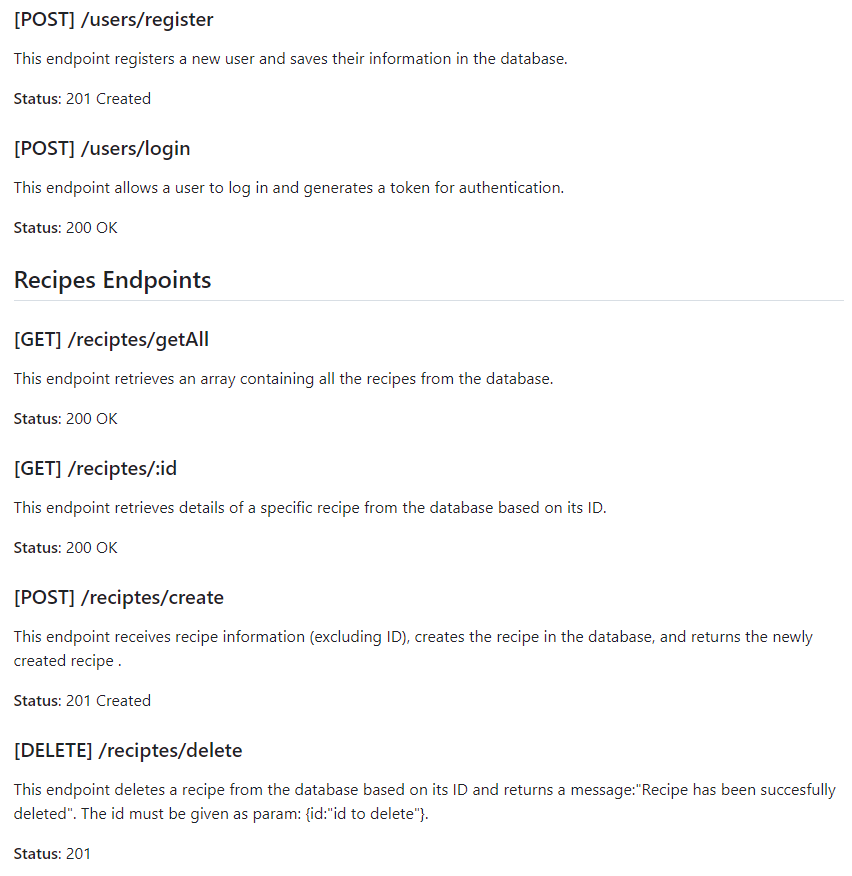 [POST] /users/register
This endpoint registers a new user and saves their information in the database.
Status: 201 Created
[POST] /users/login
This endpoint allows a user to log in and generates a token for authentication.
Status: 200 OK
Recipes Endpoints
[GET] /reciptes/getAll
This endpoint retrieves an array containing all the recipes from the database.
Status: 200 OK
[GET] /reciptes/:id
This endpoint retrieves details of a specific recipe from the database based on its ID.
Status: 200 OK
[POST] /reciptes/create
This endpoint receives recipe information (excluding ID), creates the recipe in the database, and returns the newly
created recipe .
Status: 201 Created
[DELETE] /reciptes/delete
This endpoint deletes a recipe from the database based on its ID and returns a message:"Recipe has been succesfully
deleted". The id must be given as param: {id:"id to delete"}.
Status: 201